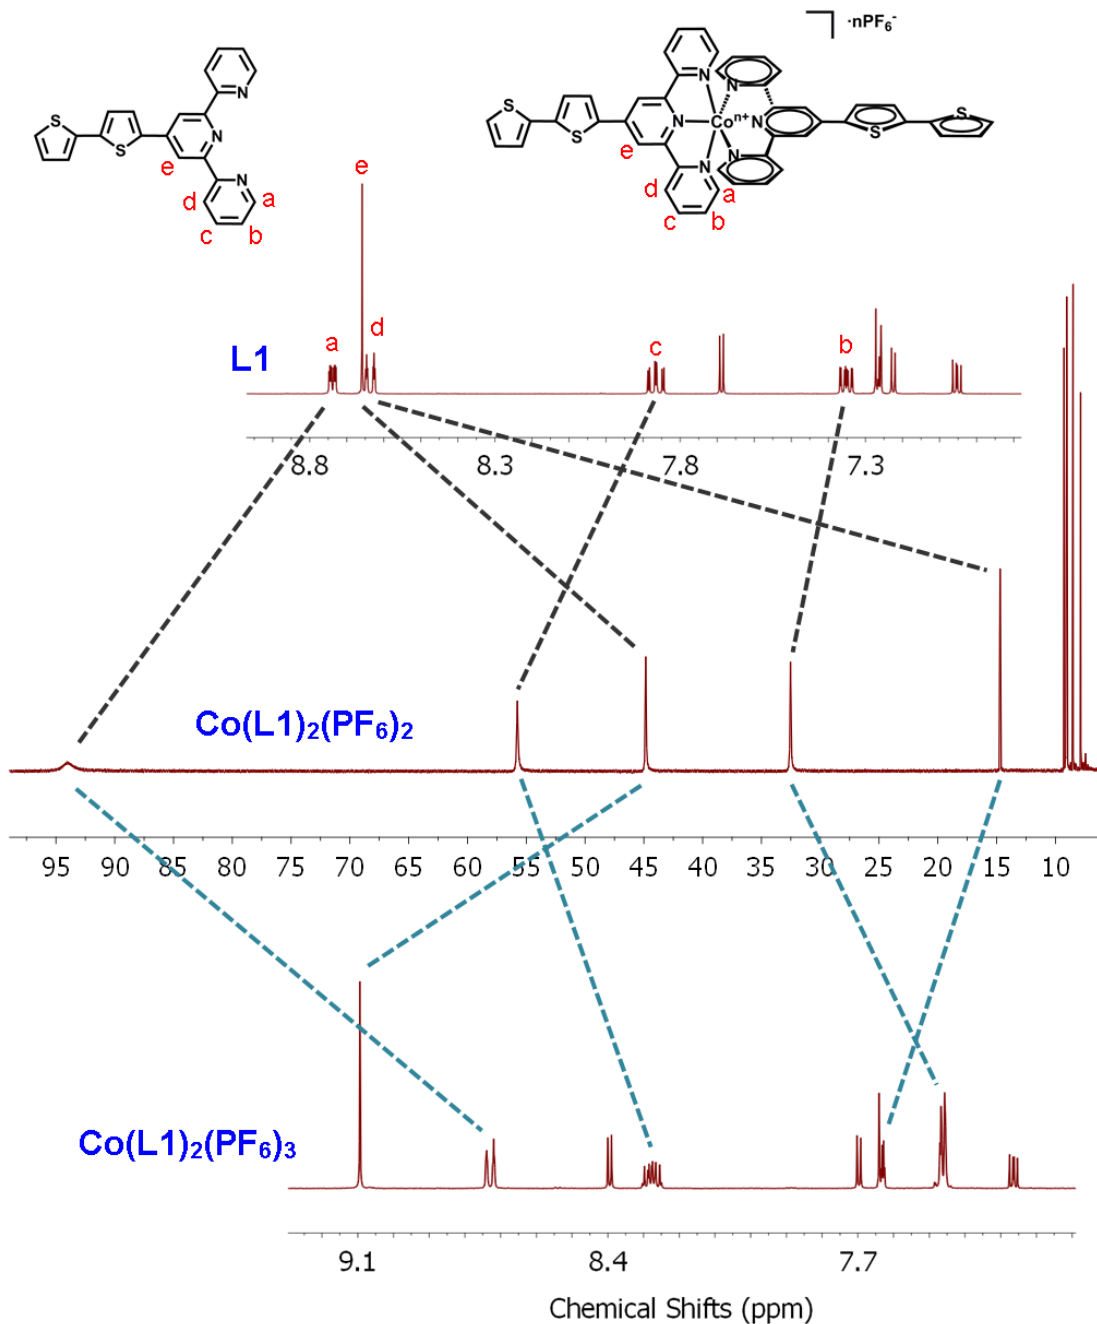 ·nPF₆⁻
N
S
S
N
N
N
N
N
S
S
Coⁿ⁺
N
N
N
S
S
e
d
a
c
b
e
d
a
c
b
e
a
d
c
b
L1
8.8 8.3 7.8 7.3
Co(L1)₂(PF₆)₂
95 90 85 80 75 70 65 60 55 50 45 40 35 30 25 20 15 10
Co(L1)₂(PF₆)₃
9.1 8.4 7.7
Chemical Shifts (ppm)